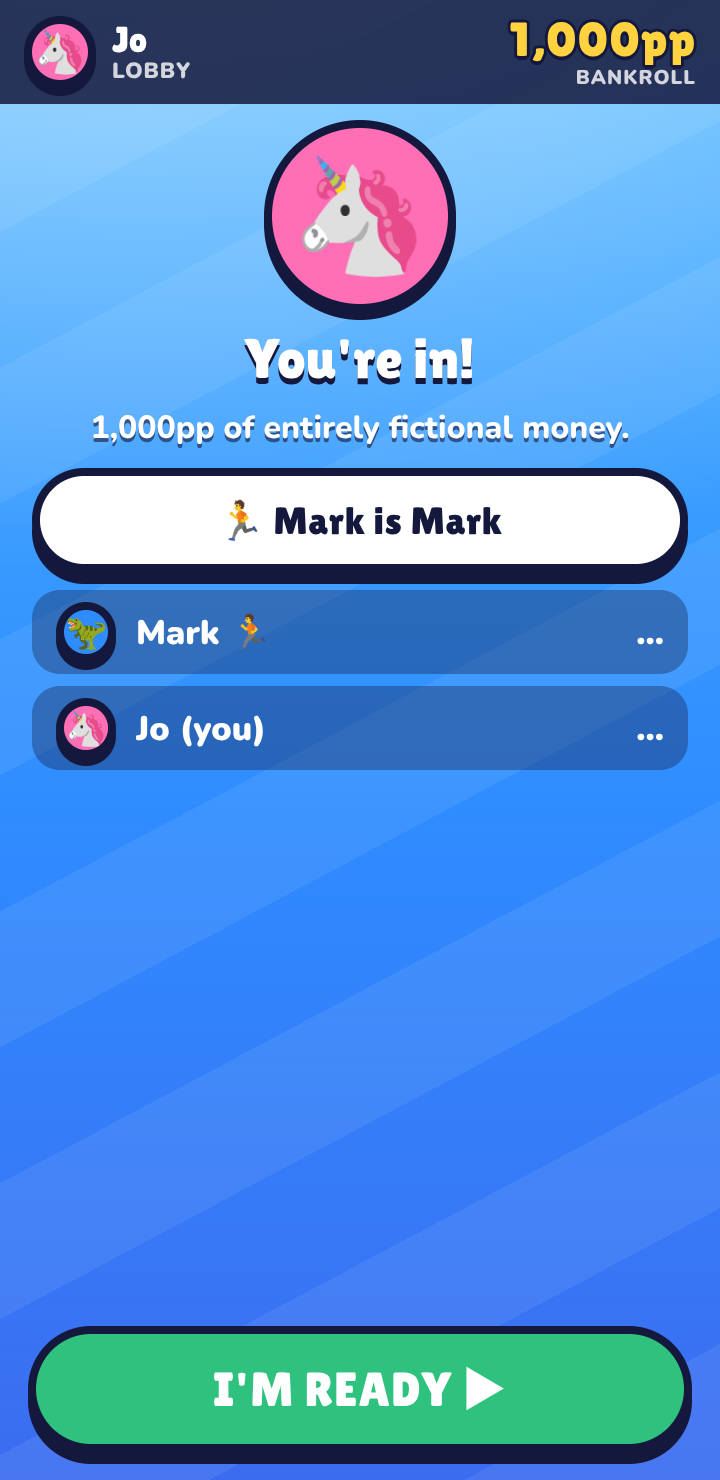 Jo
LOBBY
1,000pp
BANKROLL
You're in!
1,000pp of entirely fictional money.
🏃 Mark is Mark
Mark 🏃
...
Jo (you)
...
I'M READY ▶